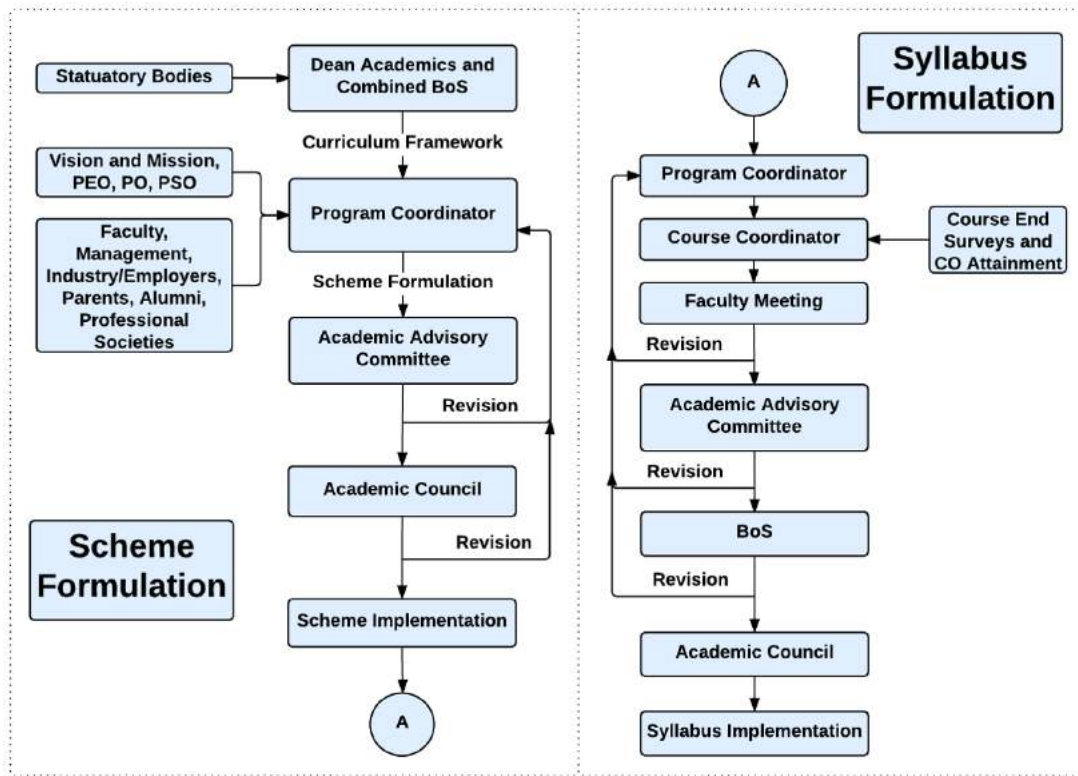 Statuatory Bodies
Dean Academics and
Combined BoS
Curriculum Framework
Vision and Mission,
PEO, PO, PSO
Program Coordinator
Faculty,
Management,
Industry/Employers,
Parents, Alumni,
Professional
Societies
Scheme Formulation
Academic Advisory
Committee
Revision
Academic Council
Revision
Scheme
Formulation
Scheme Implementation
A
A
Syllabus
Formulation
Program Coordinator
Course Coordinator
Course End
Surveys and
CO Attainment
Faculty Meeting
Revision
Academic Advisory
Committee
Revision
BoS
Revision
Academic Council
Syllabus Implementation